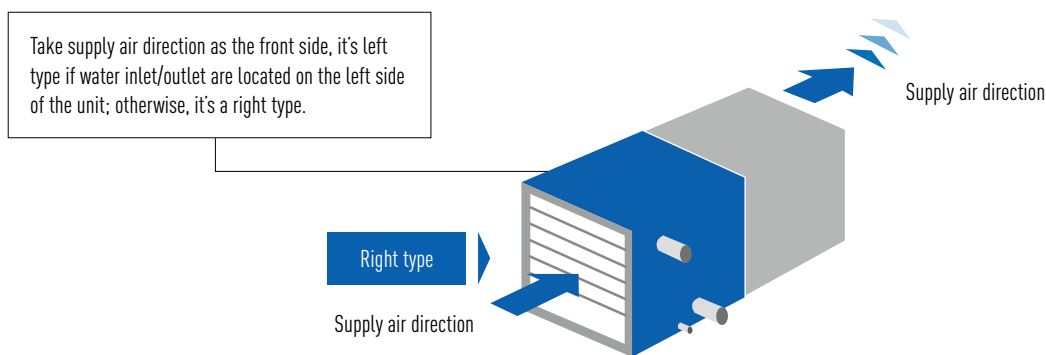 Take supply air direction as the front side, it's left
type if water inlet/outlet are located on the left side
of the unit; otherwise, it's a right type.
Supply air direction
Right type
Supply air direction